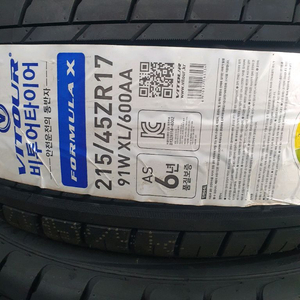 VITOUR
비투어타이어
안전운전의 동반자
FORMULA X
215/45ZR17
91W XL/600AA
AS
6년
품질보증
VITOUR